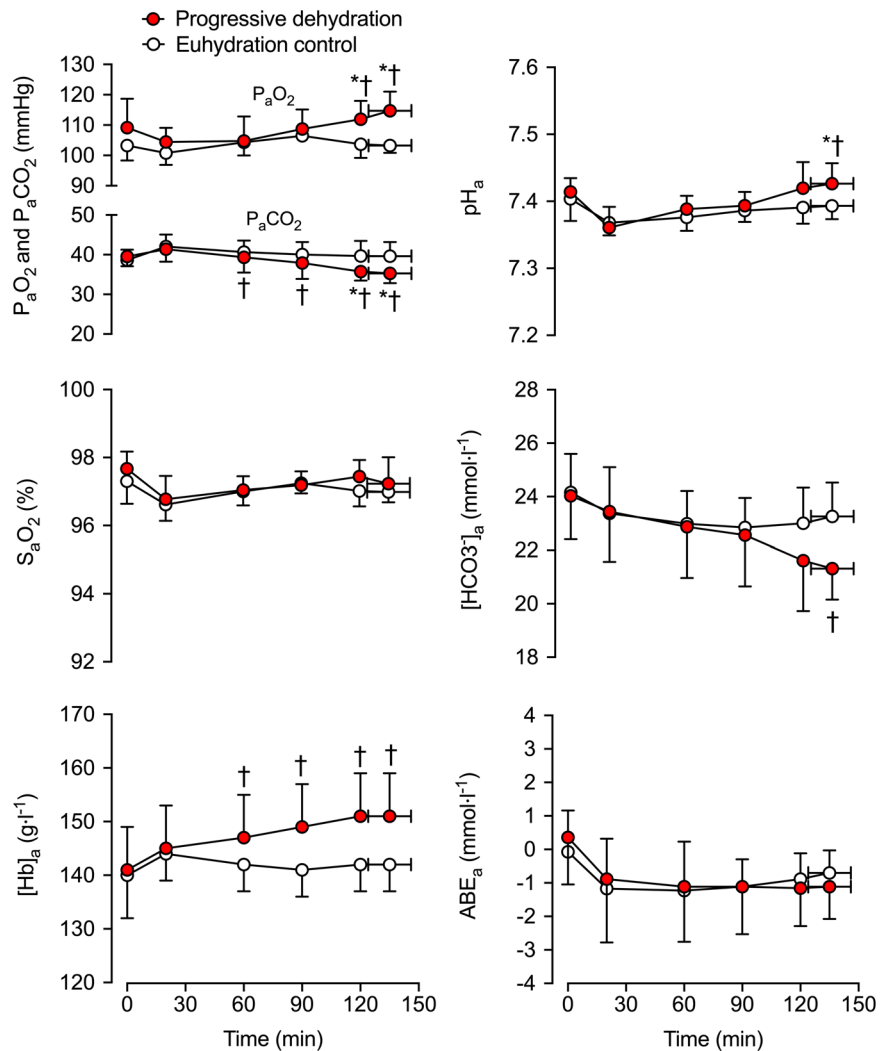 Progressive dehydration
Euhydration control
PaO2 and PaCO2 (mmHg)
130
120
110
100
90
50
40
30
20
PaO2
*† *†
PaCO2
† † *† *†
pHa
7.6
7.5
7.4
7.3
7.2
*†
SaO2 (%)
100
98
96
94
92
[HCO3-]a (mmol·l-1)
28
26
24
22
20
18
†
[Hb]a (g·l-1)
170
160
150
140
130
120
† † † †
0 30 60 90 120 150
Time (min)
ABEa (mmol·l-1)
4
3
2
1
0
-1
-2
-3
-4
0 30 60 90 120 150
Time (min)